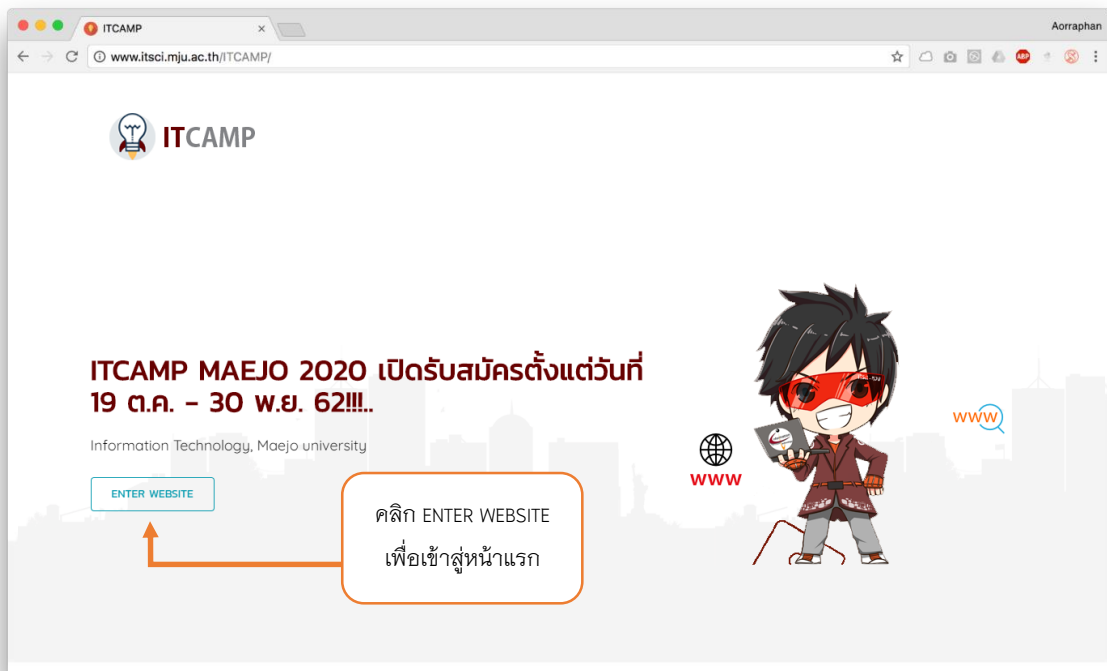 ITCAMP
Aorraphan
www.itsci.mju.ac.th/ITCAMP/
ABP
ITCAMP
ITCAMP MAEJO 2020 เปิดรับสมัครตั้งแต่วันที่
19 ต.ค. – 30 พ.ย. 62!!!..
Information Technology, Maejo university
ENTER WEBSITE
คลิก ENTER WEBSITE
เพื่อเข้าสู่หน้าแรก
www
www